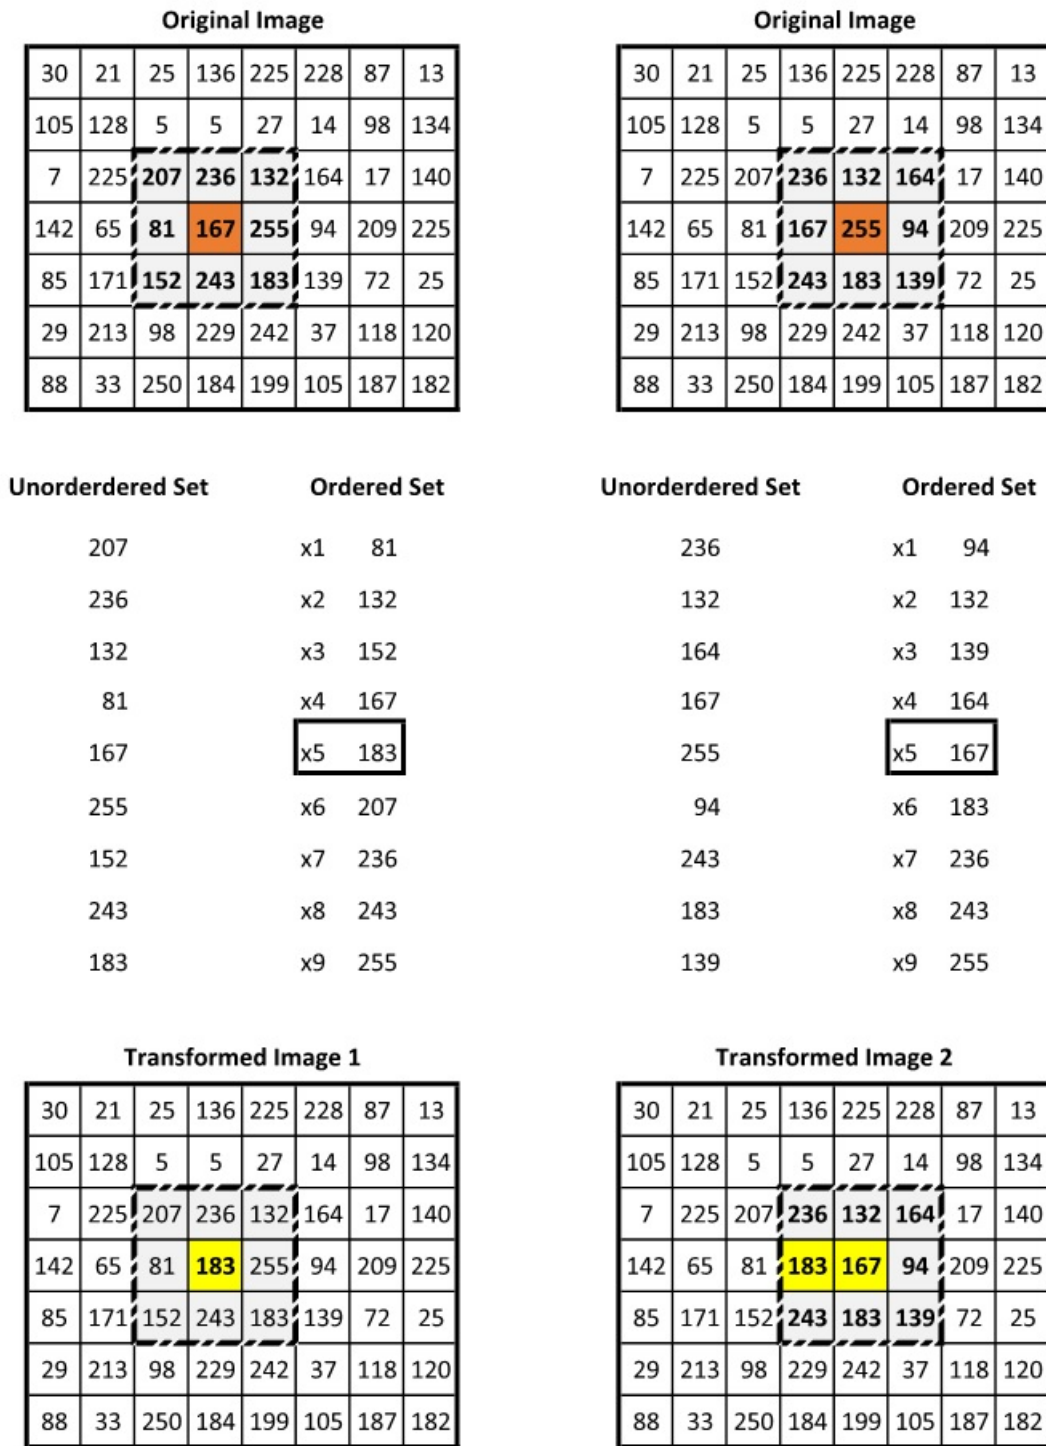 Original Image Original Image
30 21 25 136 225 228 87 13 30 21 25 136 225 228 87 13
105 128 5 5 27 14 98 134 105 128 5 5 27 14 98 134
7 225 207 236 132 164 17 140 7 225 207 236 132 164 17 140
142 65 81 167 255 94 209 225 142 65 81 167 255 94 209 225
85 171 152 243 183 139 72 25 85 171 152 243 183 139 72 25
29 213 98 229 242 37 118 120 29 213 98 229 242 37 118 120
88 33 250 184 199 105 187 182 88 33 250 184 199 105 187 182
Unorderdered Set Ordered Set Unorderdered Set Ordered Set
207 x1 81 236 x1 94
236 x2 132 132 x2 132
132 x3 152 164 x3 139
81 x4 167 167 x4 164
167 x5 183 255 x5 167
255 x6 207 94 x6 183
152 x7 236 243 x7 236
243 x8 243 183 x8 243
183 x9 255 139 x9 255
Transformed Image 1 Transformed Image 2
30 21 25 136 225 228 87 13 30 21 25 136 225 228 87 13
105 128 5 5 27 14 98 134 105 128 5 5 27 14 98 134
7 225 207 236 132 164 17 140 7 225 207 236 132 164 17 140
142 65 81 183 255 94 209 225 142 65 81 183 167 94 209 225
85 171 152 243 183 139 72 25 85 171 152 243 183 139 72 25
29 213 98 229 242 37 118 120 29 213 98 229 242 37 118 120
88 33 250 184 199 105 187 182 88 33 250 184 199 105 187 182